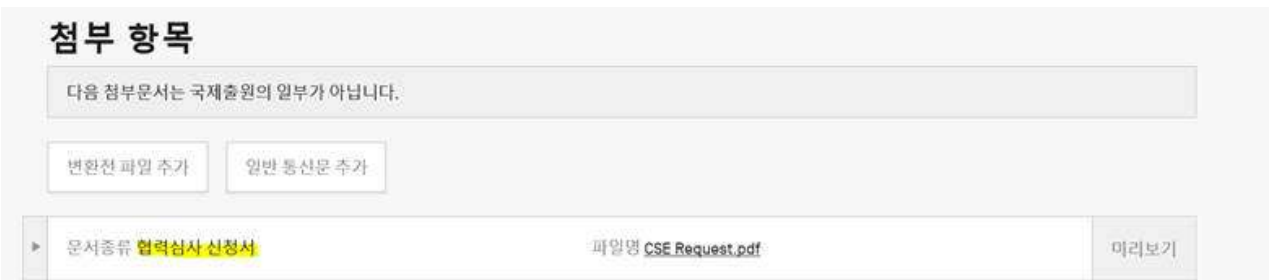 첨부 항목
다음 첨부문서는 국제출원의 일부가 아닙니다.
변환전 파일 추가 일반 통신문 추가
문서종류 협력심사 신청서 파일명 CSE Request.pdf 미리보기